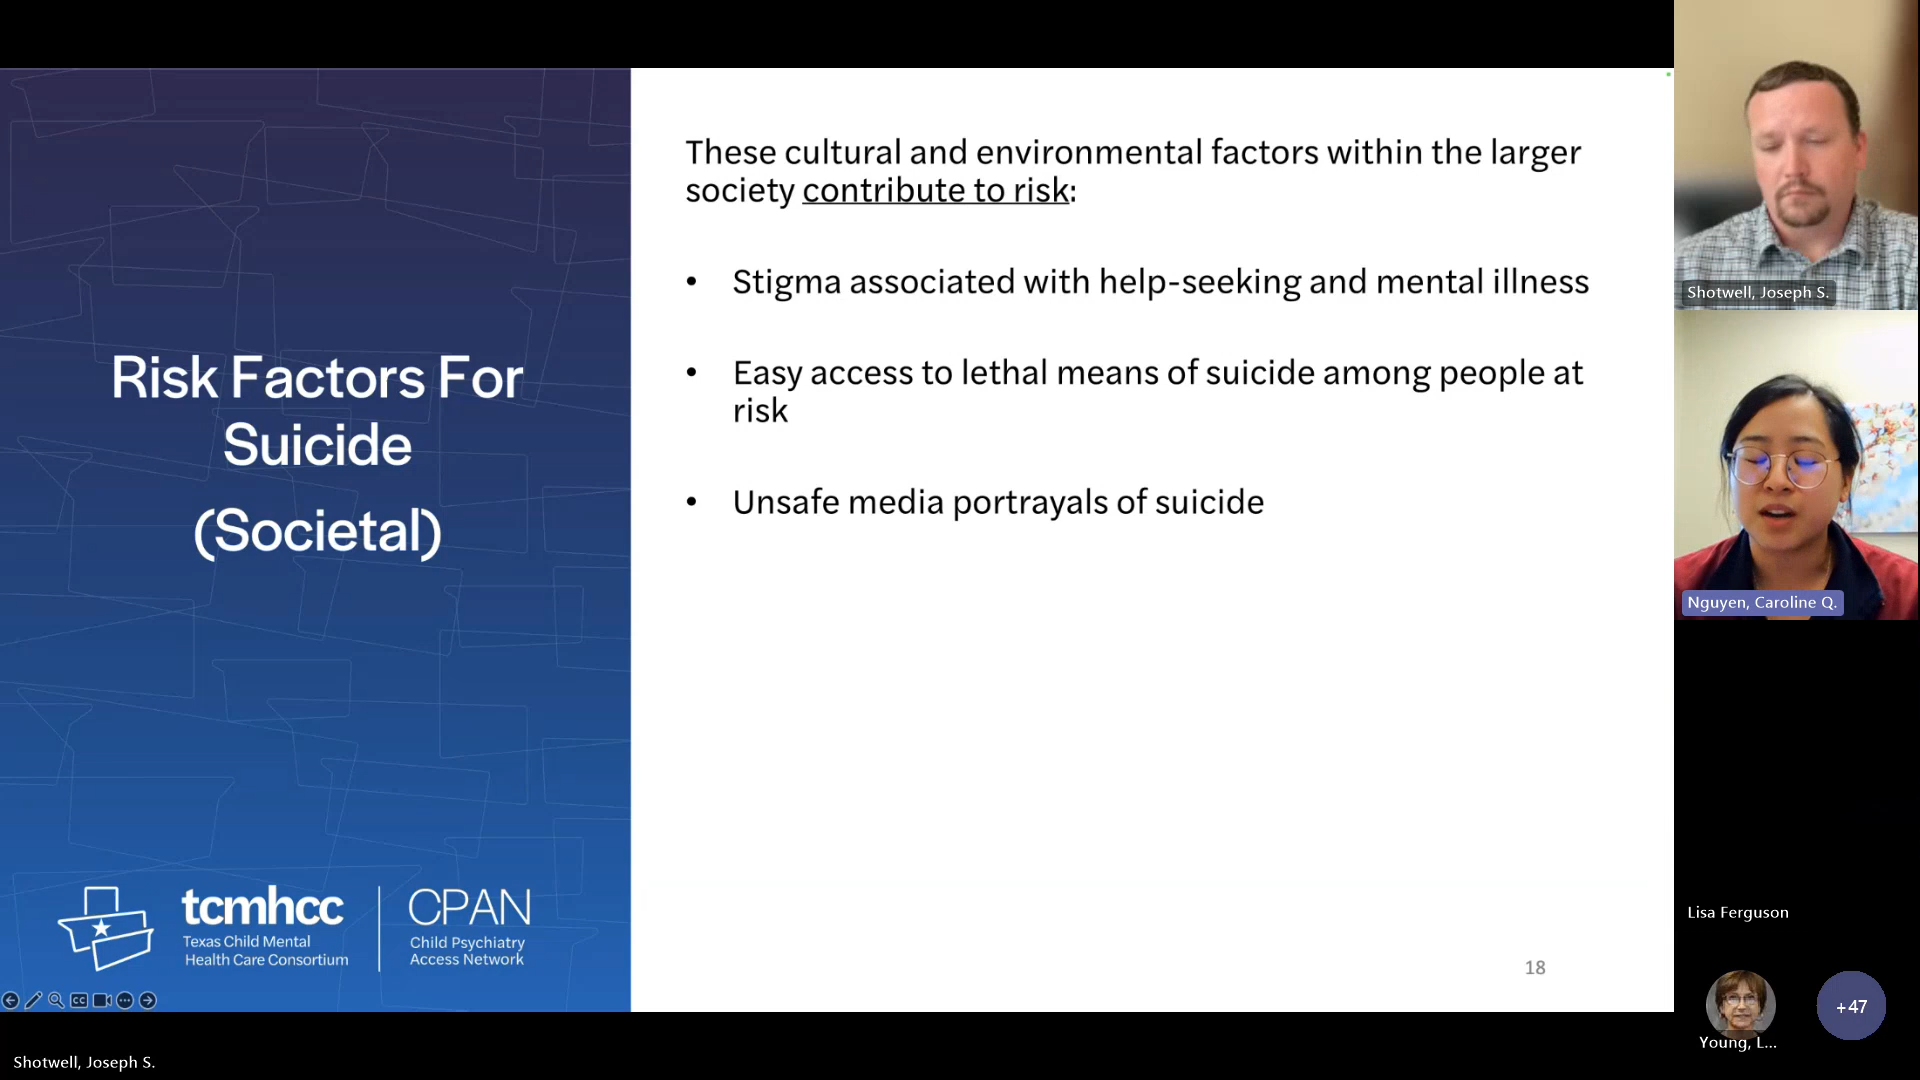 Risk Factors For
Suicide
(Societal)
tcmhcc
Texas Child Mental
Health Care Consortium
CPAN
Child Psychiatry
Access Network
These cultural and environmental factors within the larger
society contribute to risk:
• Stigma associated with help-seeking and mental illness
• Easy access to lethal means of suicide among people at
risk
• Unsafe media portrayals of suicide
18
CC
Shotwell, Joseph S.
Shotwell, Joseph S.
Nguyen, Caroline Q.
Lisa Ferguson
Young, L...
+47